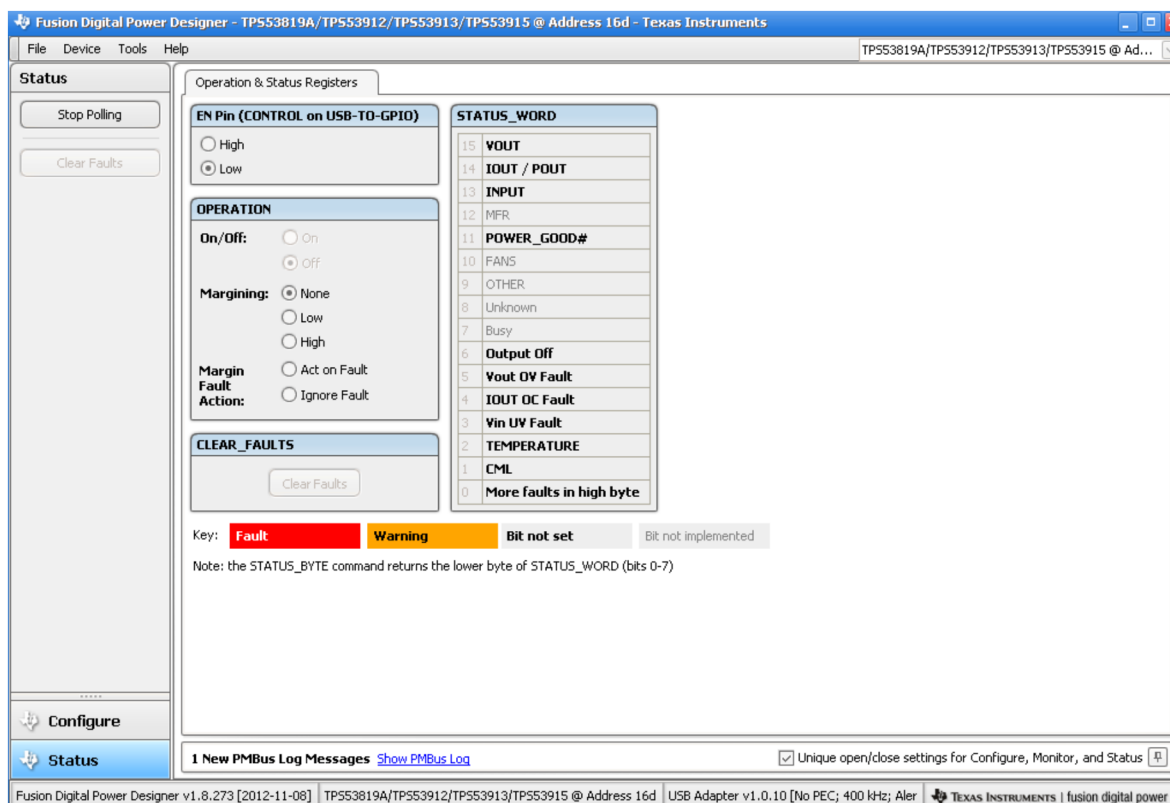 Fusion Digital Power Designer - TPS53819A/TPS53912/TPS53913/TPS53915 @ Address 16d - Texas Instruments
File Device Tools Help
TPS53819A/TPS53912/TPS53913/TPS53915 @ Ad...
Status
Stop Polling
Clear Faults
Operation & Status Registers
EN Pin (CONTROL on USB-TO-GPIO)
High
Low
OPERATION
On/Off:
On
Off
Margining:
None
Low
High
Margin
Fault
Action:
Act on Fault
Ignore Fault
CLEAR_FAULTS
Clear Faults
STATUS_WORD
15 VOUT
14 IOUT / POUT
13 INPUT
12 MFR
11 POWER_GOOD#
10 FANS
9 OTHER
8 Unknown
7 Busy
6 Output Off
5 Vout OV Fault
4 IOUT OC Fault
3 Vin UV Fault
2 TEMPERATURE
1 CML
0 More faults in high byte
Key: Fault Warning Bit not set Bit not implemented
Note: the STATUS_BYTE command returns the lower byte of STATUS_WORD (bits 0-7)
Configure
Status
1 New PMBus Log Messages Show PMBus Log
Unique open/close settings for Configure, Monitor, and Status
Fusion Digital Power Designer v1.8.273 [2012-11-08] TPS53819A/TPS53912/TPS53913/TPS53915 @ Address 16d USB Adapter v1.0.10 [No PEC; 400 kHz; Aler TEXAS INSTRUMENTS | fusion digital power